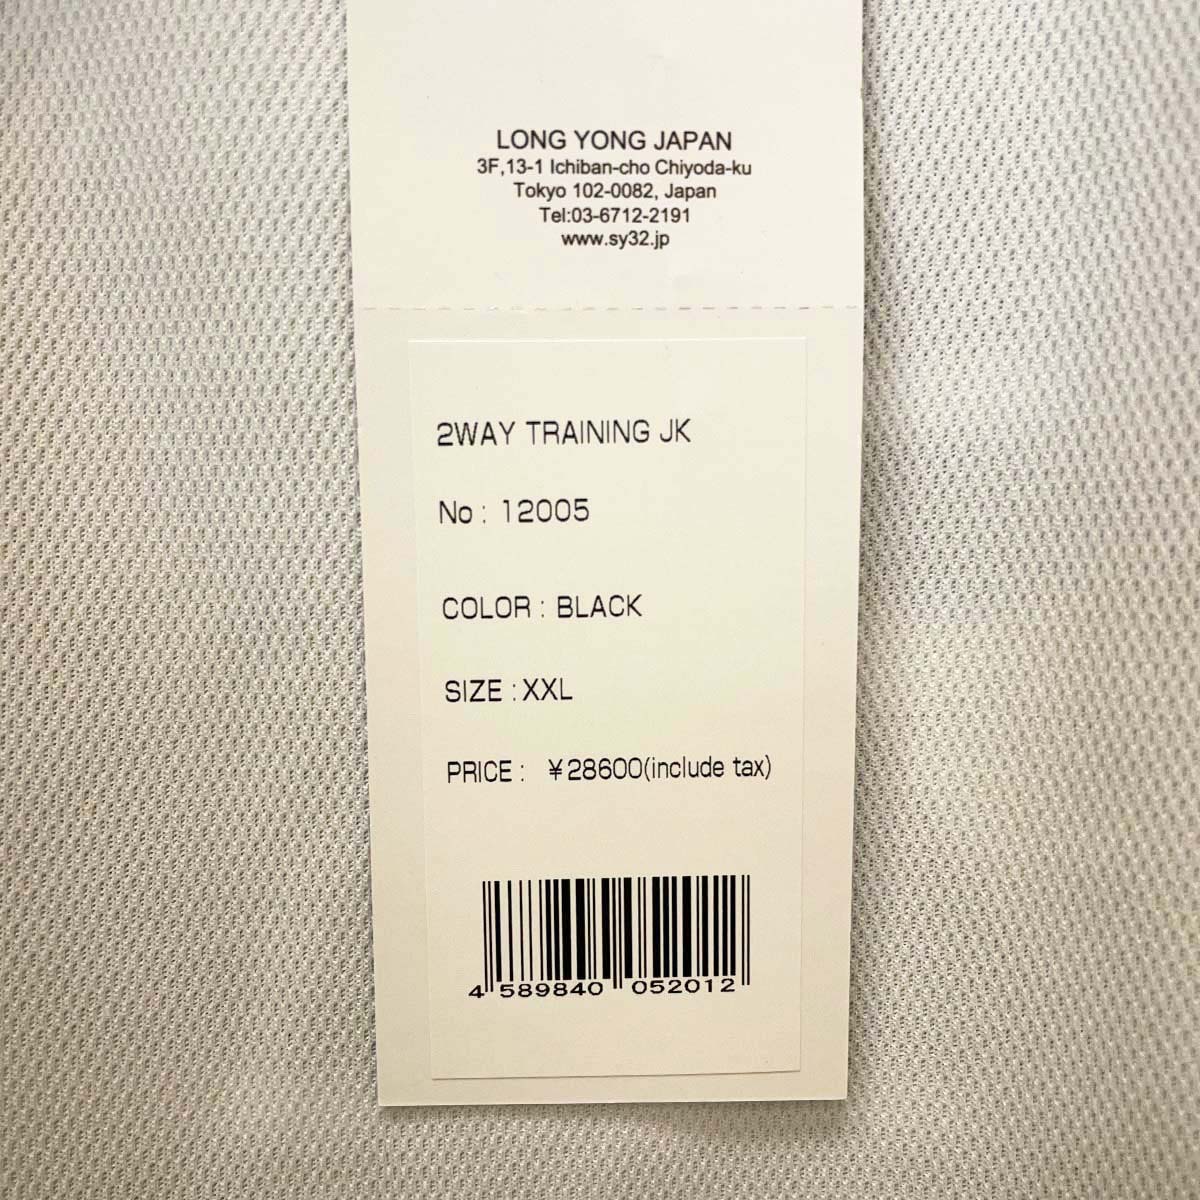 LONG YONG JAPAN
3F,13-1 Ichiban-cho Chiyoda-ku
Tokyo 102-0082, Japan
Tel:03-6712-2191
www.sy32.jp
2WAY TRAINING JK
No : 12005
COLOR : BLACK
SIZE : XXL
PRICE : ¥28600(include tax)
4 589840 052012